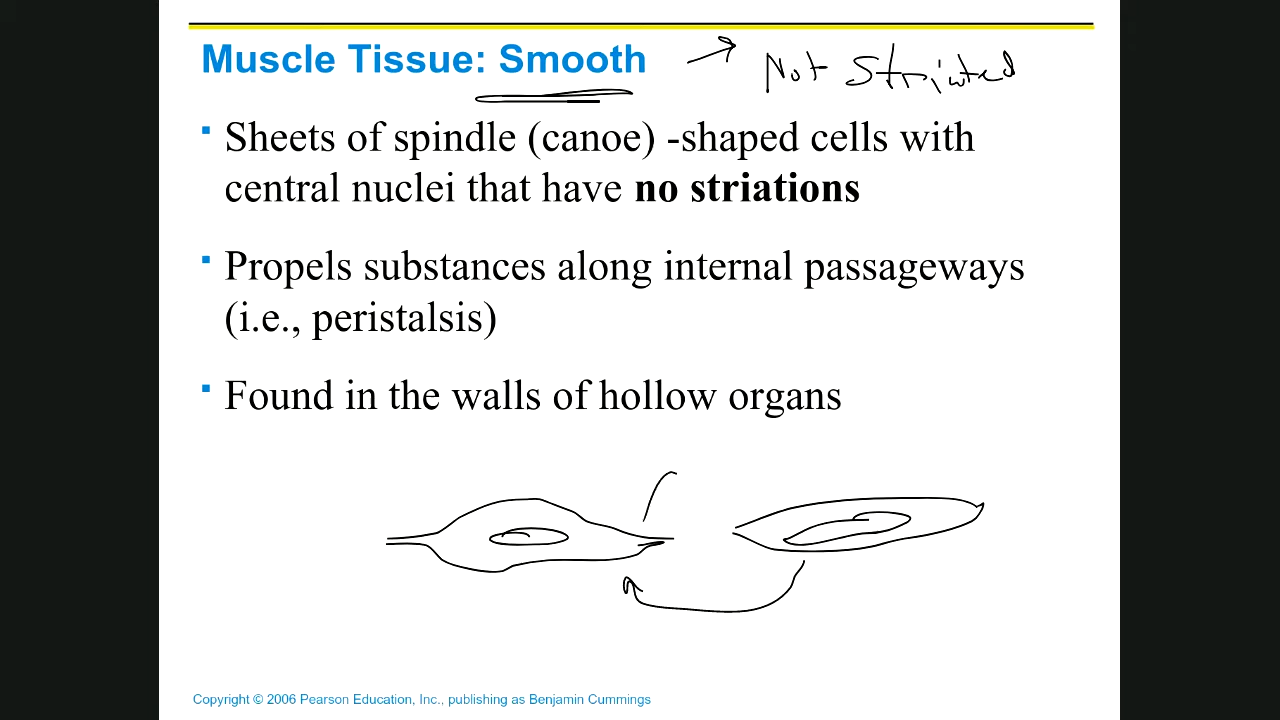 Muscle Tissue: Smooth → Not Striated
▪ Sheets of spindle (canoe) -shaped cells with
central nuclei that have no striations
▪ Propels substances along internal passageways
(i.e., peristalsis)
▪ Found in the walls of hollow organs
Copyright © 2006 Pearson Education, Inc., publishing as Benjamin Cummings